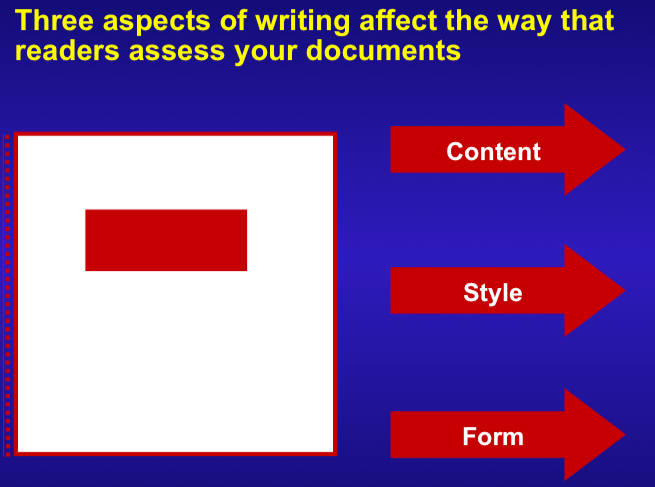 Three aspects of writing affect the way that
readers assess your documents
Content
Style
Form